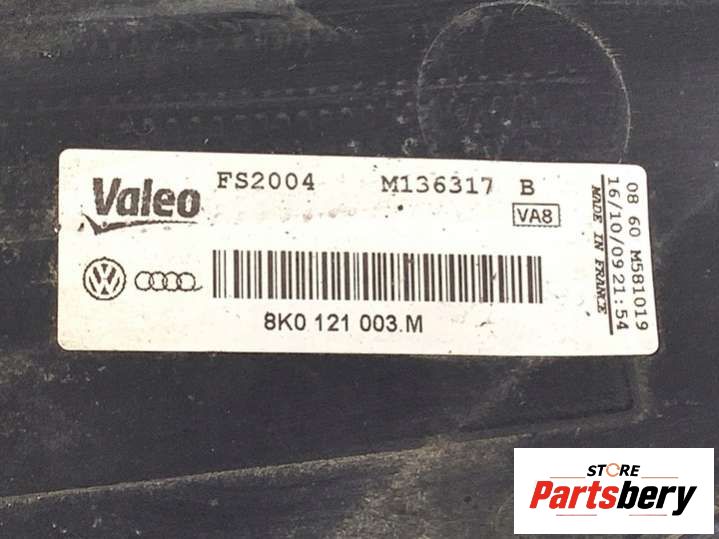 Valeo FS2004 M136317 B
VA8
8K0 121 003.M
08 60 M581019
16/10/09 21:54
MADE IN FRANCE
STORE
Partsbery